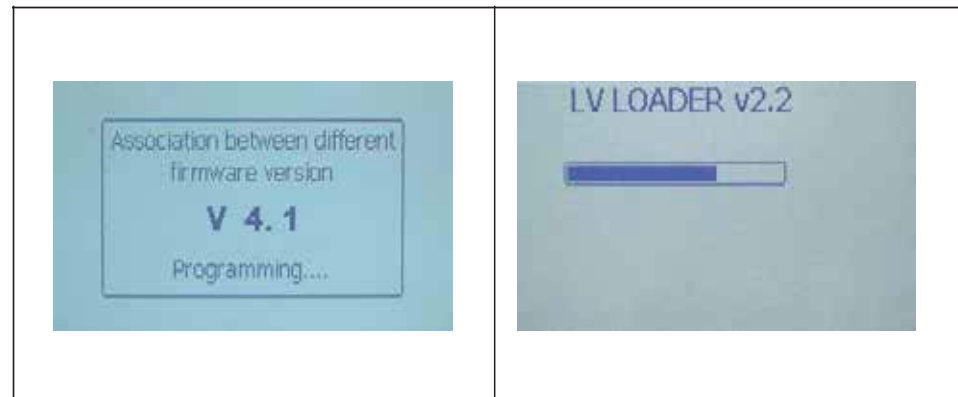 Association between different
firmware version
V 4.1
Programming....
LV LOADER v2.2